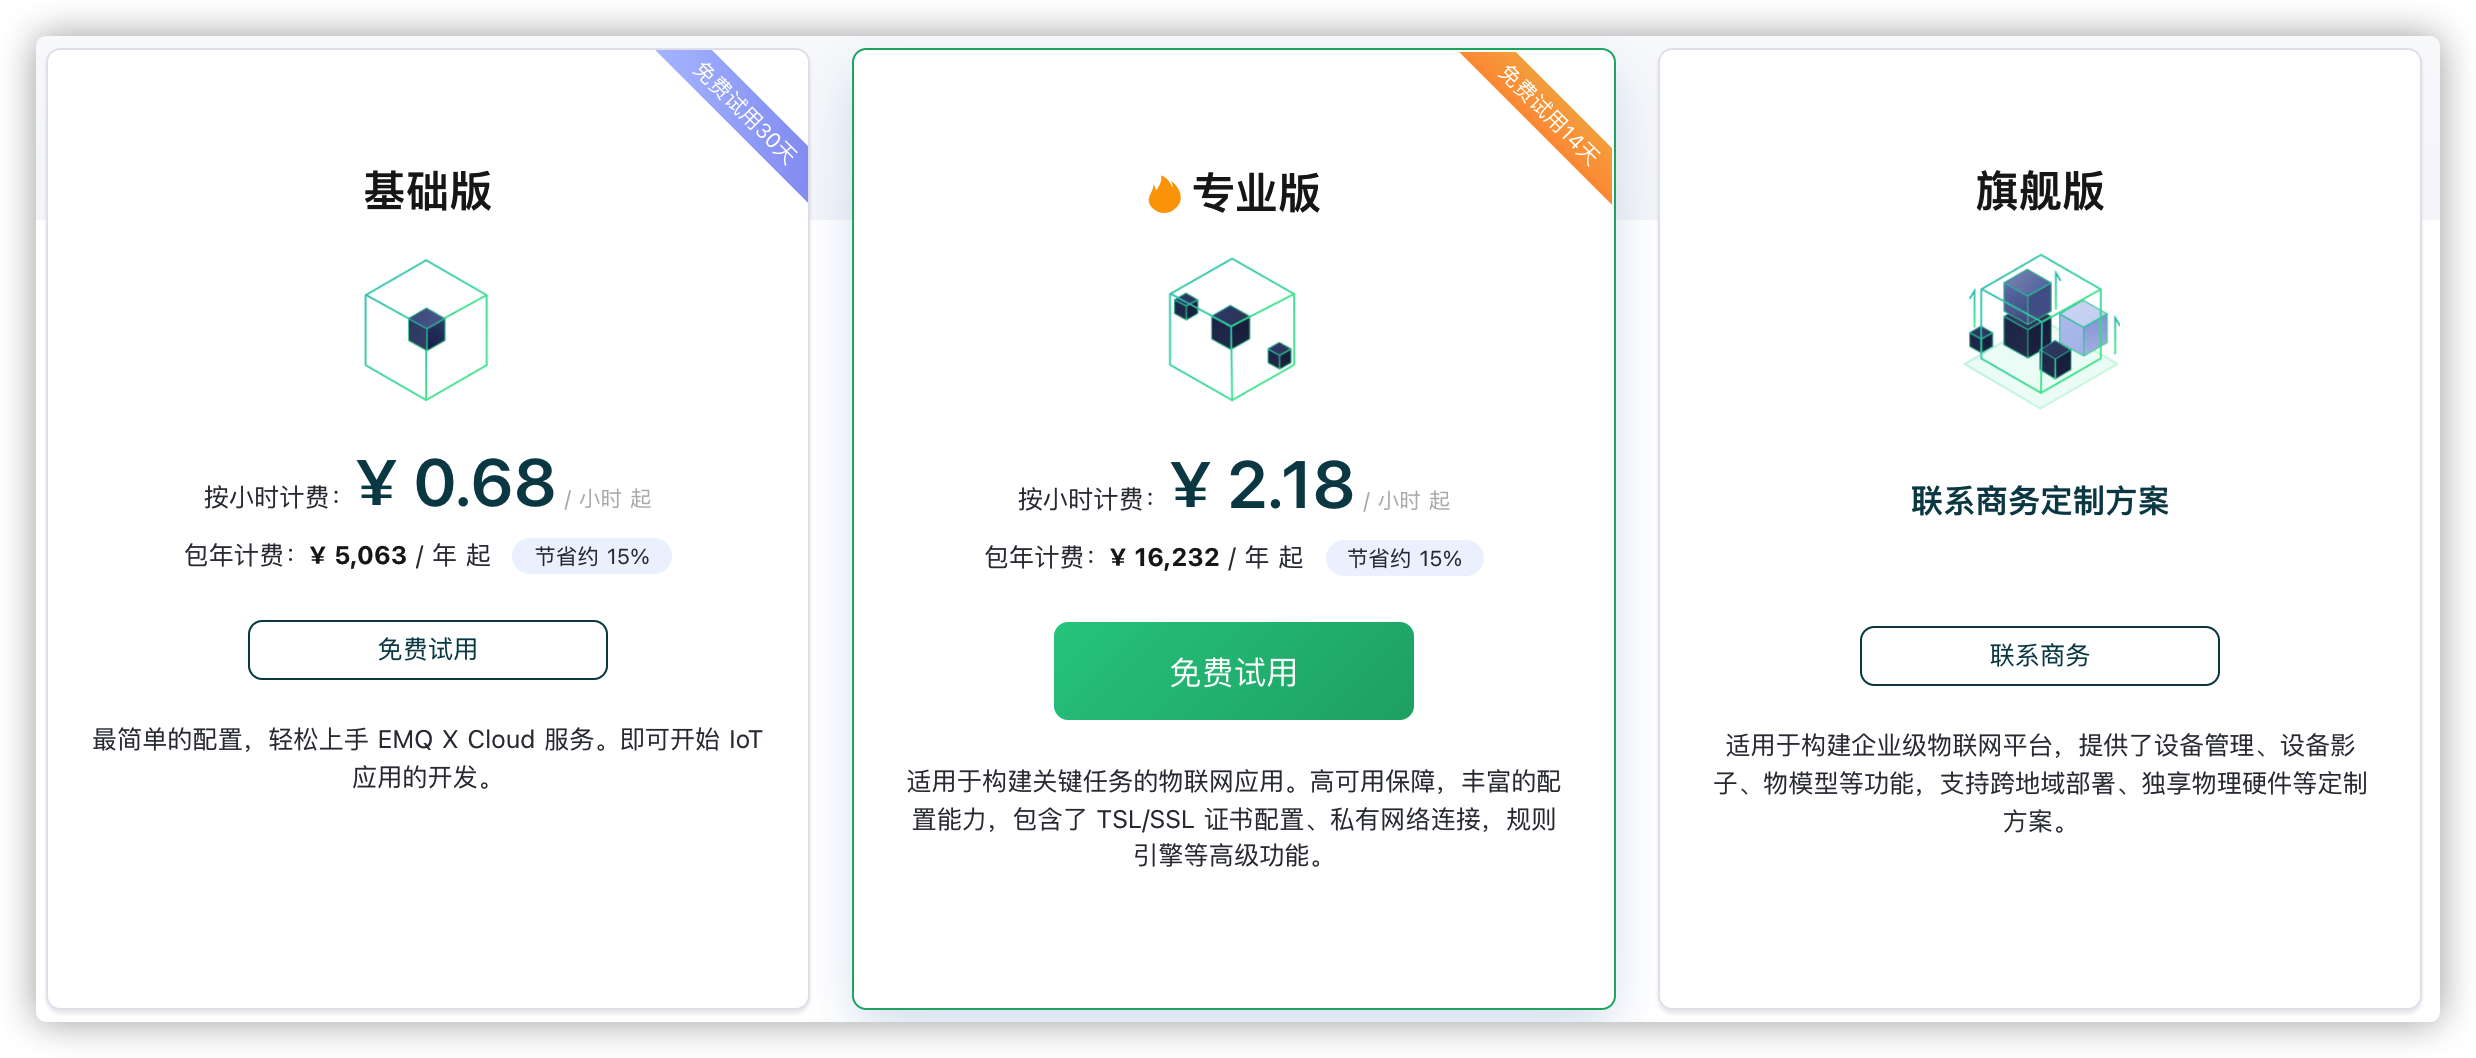 免费试用30天
基础版
按小时计费： ¥ 0.68 / 小时 起
包年计费： ¥ 5,063 / 年 起 节省约 15%
免费试用
最简单的配置，轻松上手 EMQ X Cloud 服务。即可开始 IoT
应用的开发。
免费试用14天
专业版
按小时计费： ¥ 2.18 / 小时 起
包年计费： ¥ 16,232 / 年 起 节省约 15%
免费试用
适用于构建关键任务的物联网应用。高可用保障，丰富的配
置能力，包含了 TSL/SSL 证书配置、私有网络连接，规则
引擎等高级功能。
旗舰版
联系商务定制方案
联系商务
适用于构建企业级物联网平台，提供了设备管理、设备影
子、物模型等功能，支持跨地域部署、独享物理硬件等定制
方案。